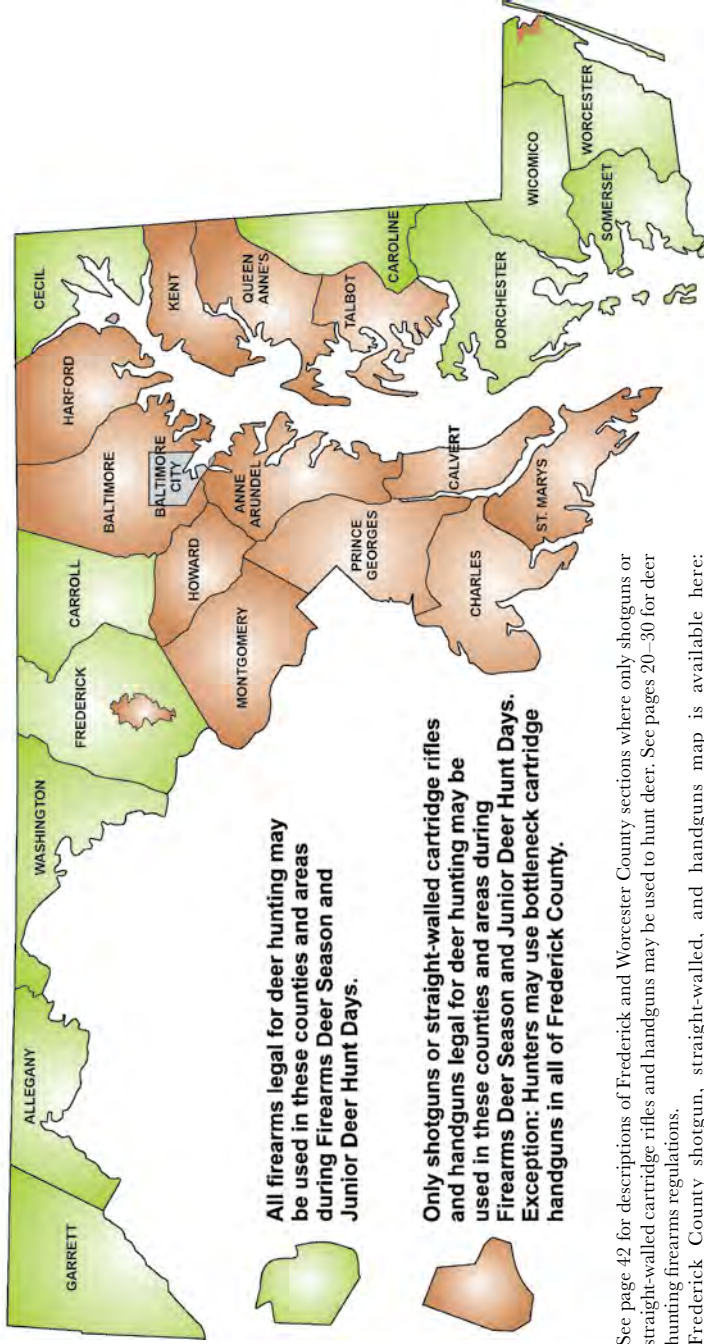 GARRETT
ALLEGANY
WASHINGTON
FREDERICK
CARROLL
BALTIMORE
HARFORD
CECIL
BALTIMORE
CITY
HOWARD
MONTGOMERY
ANNE
ARUNDEL
PRINCE
GEORGES
CALVERT
CHARLES
ST. MARYS
KENT
QUEEN
ANNE'S
TALBOT
CAROLINE
DORCHESTER
WICOMICO
WORCESTER
SOMERSET
All firearms legal for deer hunting may
be used in these counties and areas
during Firearms Deer Season and
Junior Deer Hunt Days.
Only shotguns or straight-walled cartridge rifles
and handguns legal for deer hunting may be
used in these counties and areas during
Firearms Deer Season and Junior Deer Hunt Days.
Exception: Hunters may use bottleneck cartridge
handguns in all of Frederick County.
See page 42 for descriptions of Frederick and Worcester County sections where only shotguns or
straight-walled cartridge rifles and handguns may be used to hunt deer. See pages 20–30 for deer
hunting firearms regulations.
Frederick County shotgun, straight-walled, and handguns map is available here: